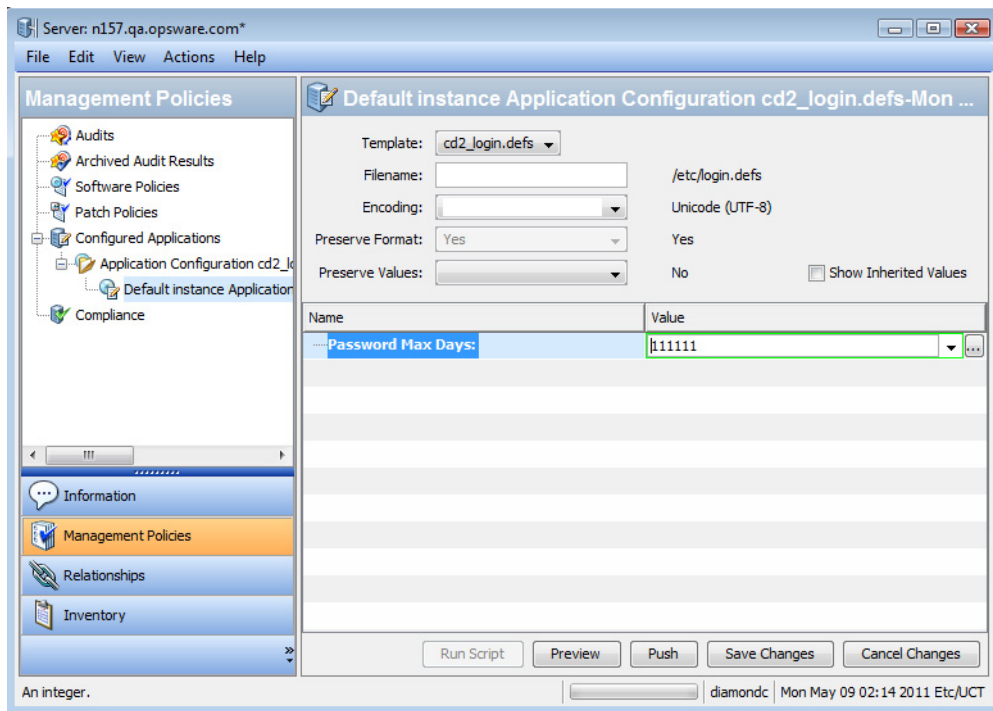 Server: n157.qa.opsware.com*
File Edit View Actions Help
Management Policies
Audits
Archived Audit Results
Software Policies
Patch Policies
Configured Applications
Application Configuration cd2_l
Default instance Application
Compliance
Information
Management Policies
Relationships
Inventory
Default instance Application Configuration cd2_login.defs-Mon ...
Template: cd2_login.defs
Filename: /etc/login.defs
Encoding: Unicode (UTF-8)
Preserve Format: Yes Yes
Preserve Values: No Show Inherited Values
Name Value
Password Max Days: 111111 ...
Run Script Preview Push Save Changes Cancel Changes
An integer. diamondc Mon May 09 02:14 2011 Etc/UCT